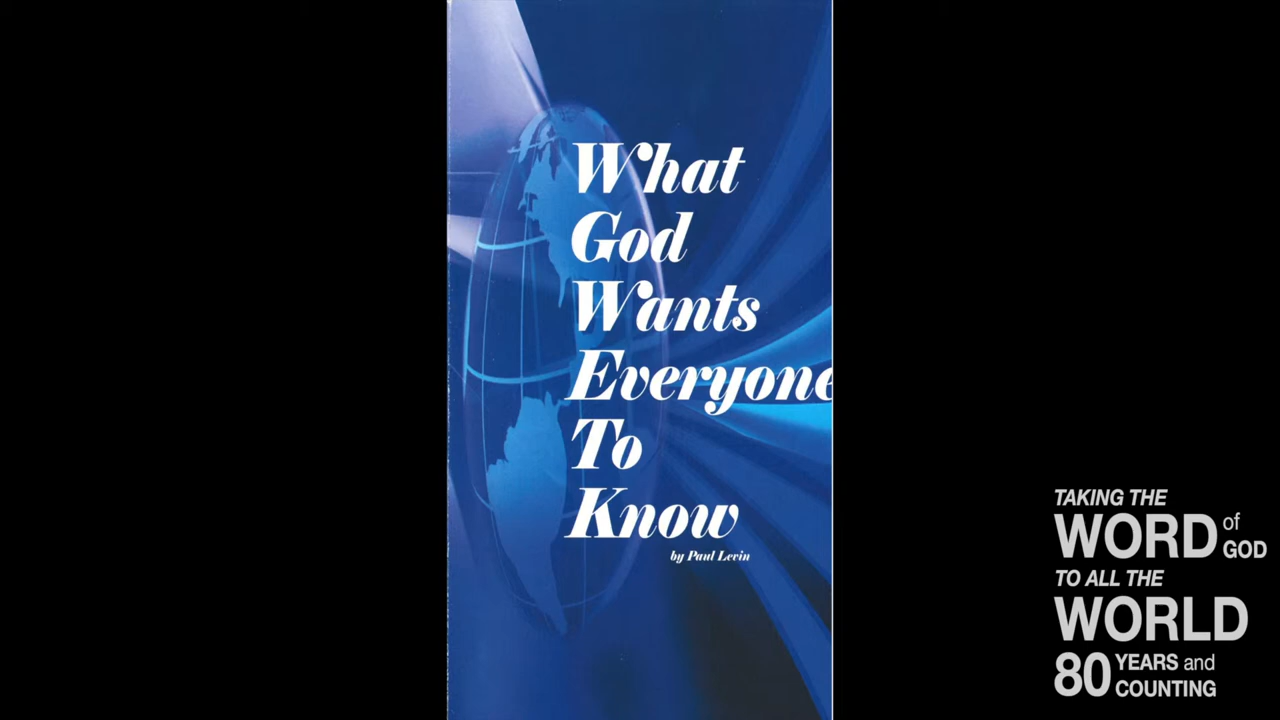 What
God
Wants
Everyone
To
Know
by Paul Levin
TAKING THE
WORD of GOD
TO ALL THE
WORLD
80 YEARS and COUNTING